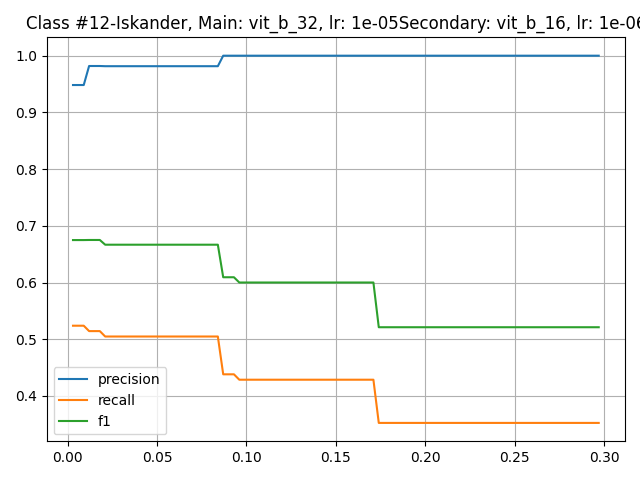 Class #12-Iskander, Main: vit_b_32, lr: 1e-05Secondary: vit_b_16, lr: 1e-06
1.0
0.9
0.8
0.7
0.6
0.5
0.4
precision
recall
f1
0.00 0.05 0.10 0.15 0.20 0.25 0.30